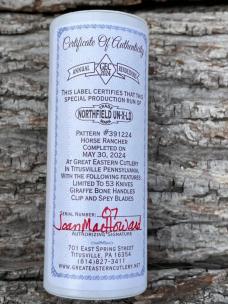 Certificate Of Authenticity
ANNUAL GEC 2024 RENDEZVOUS
THIS LABEL CERTIFIES THAT THIS
SPECIAL PRODUCTION RUN OF
NORTHFIELD UN-X-LD
PATTERN #391224
HORSE RANCHER
COMPLETED ON
MAY 30, 2024
AT GREAT EASTERN CUTLERY
IN TITUSVILLE PENNSYLVANIA
WITH THE FOLLOWING FEATURES
LIMITED TO 53 KNIVES
GIRAFFE BONE HANDLES
CLIP AND SPEY BLADES
SERIAL NUMBER: 07
AUTHORIZING SIGNATURE
701 EAST SPRING STREET
TITUSVILLE, PA 16354
(814)827-3411
WWW.GREATEASTERNCUTLERY.NET